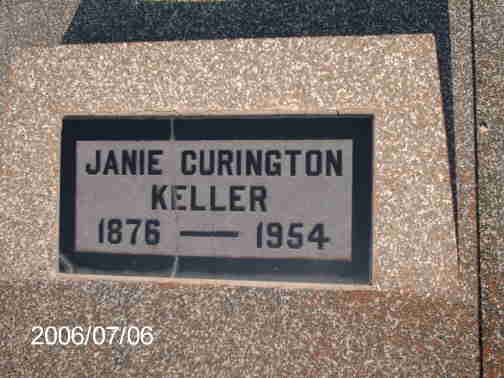 JANIE CURINGTON
KELLER
1876 — 1954
2006/07/06